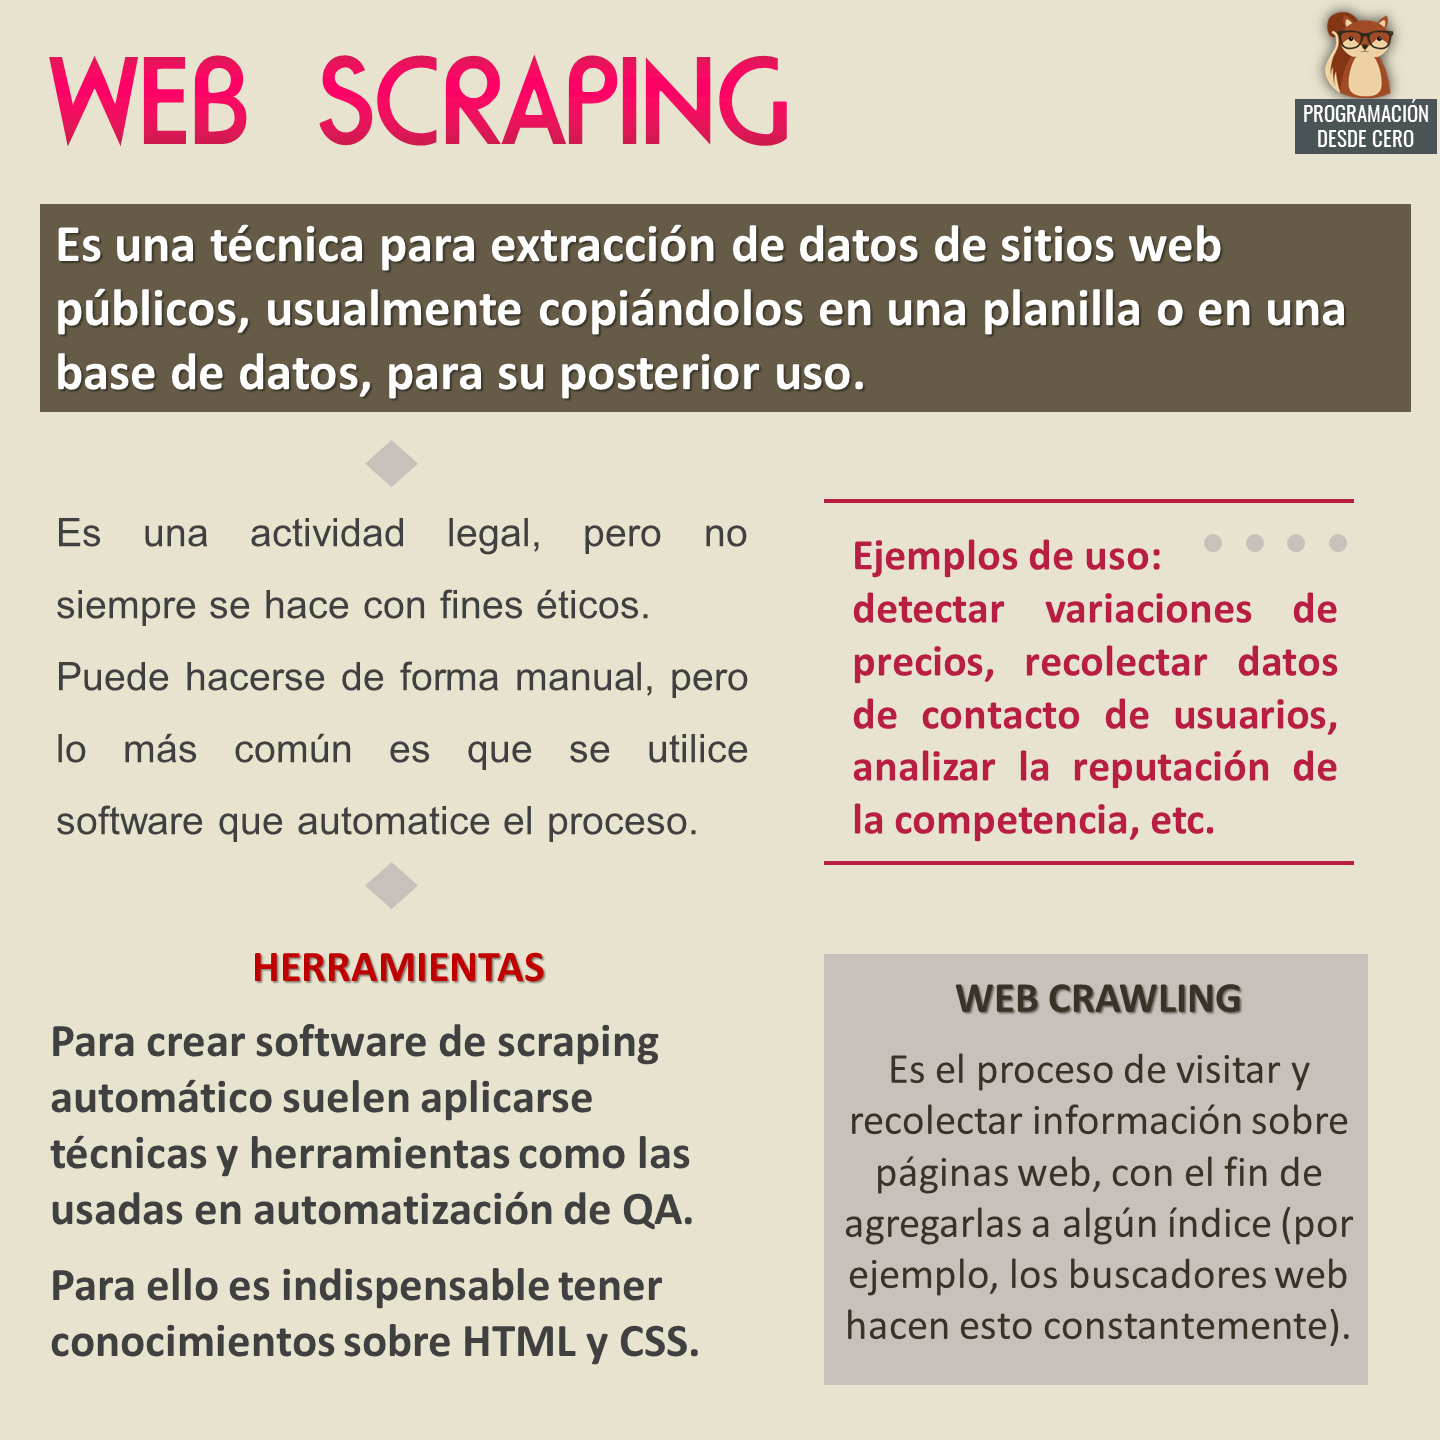 WEB SCRAPING
PROGRAMACIÓN
DESDE CERO
Es una técnica para extracción de datos de sitios web
públicos, usualmente copiándolos en una planilla o en una
base de datos, para su posterior uso.
Es una actividad legal, pero no
siempre se hace con fines éticos.
Puede hacerse de forma manual, pero
lo más común es que se utilice
software que automatice el proceso.
Ejemplos de uso:
detectar variaciones de
precios, recolectar datos
de contacto de usuarios,
analizar la reputación de
la competencia, etc.
HERRAMIENTAS
Para crear software de scraping
automático suelen aplicarse
técnicas y herramientas como las
usadas en automatización de QA.
Para ello es indispensable tener
conocimientos sobre HTML y CSS.
WEB CRAWLING
Es el proceso de visitar y
recolectar información sobre
páginas web, con el fin de
agregarlas a algún índice (por
ejemplo, los buscadores web
hacen esto constantemente).